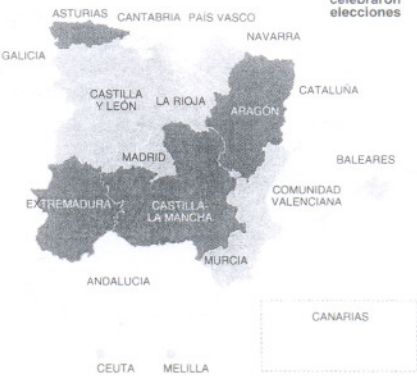 celebraron
elecciones
ASTURIAS CANTABRIA PAÍS VASCO
NAVARRA
GALICIA
CASTILLA
Y LEÓN
LA RIOJA
ARAGÓN
CATALUÑA
MADRID
BALEARES
EXTREMADURA
CASTILLA-
LA MANCHA
COMUNIDAD
VALENCIANA
MURCIA
ANDALUCIA
CANARIAS
CEUTA MELILLA